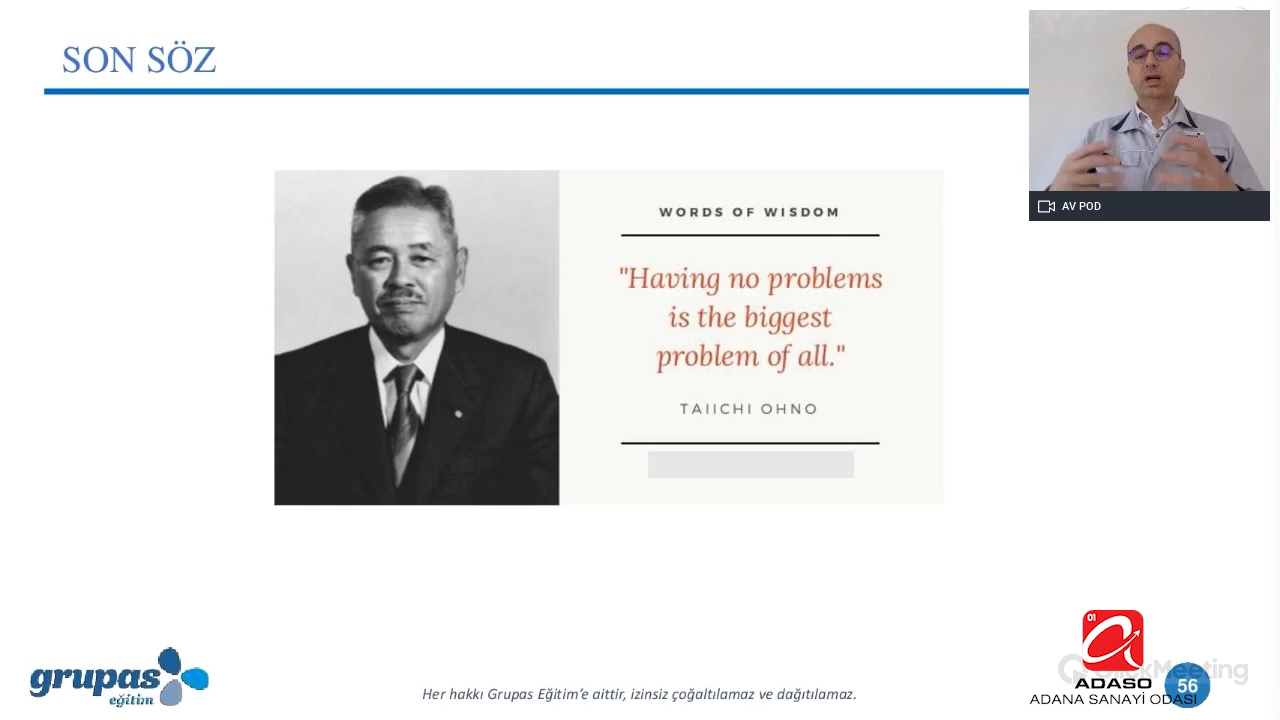 SON SÖZ
AV POD
WORDS OF WISDOM
"Having no problems
is the biggest
problem of all."
TAIICHI OHNO
grupas
eğitim
Her hakkı Grupas Eğitim'e aittir, izinsiz çoğaltılamaz ve dağıtılamaz.
01
ClickMeeting
ADASO
ADANA SANAYİ ODASI
56